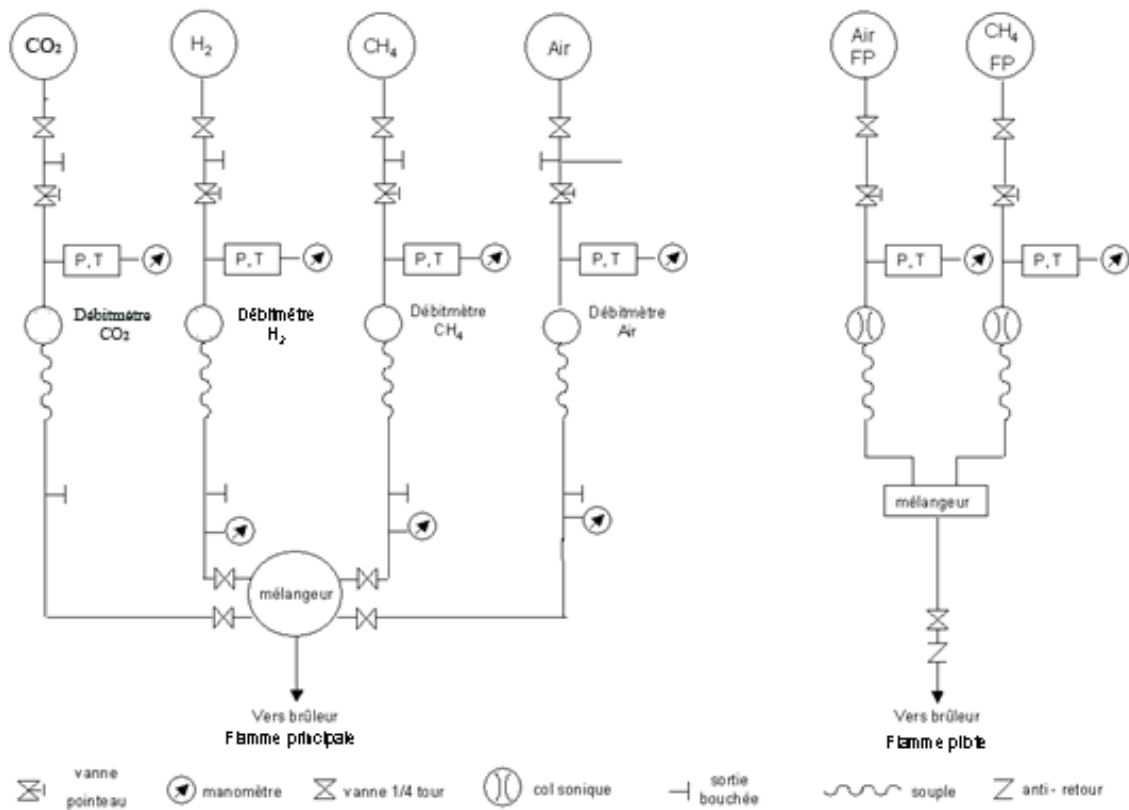 CO₂
H₂
CH₄
Air
Air
FP
CH₄
FP
P,T
P,T
P,T
P,T
P,T
P,T
Débitmètre
CO₂
Débitmètre
H₂
Débitmètre
CH₄
Débitmètre
Air
mélangeur
mélangeur
Vers brûleur
Flamme principale
Vers brûleur
Flamme pilote
vanne
pointeau
manomètre
vanne 1/4 tour
col sonique
sortie
bouchée
souple
anti - retour